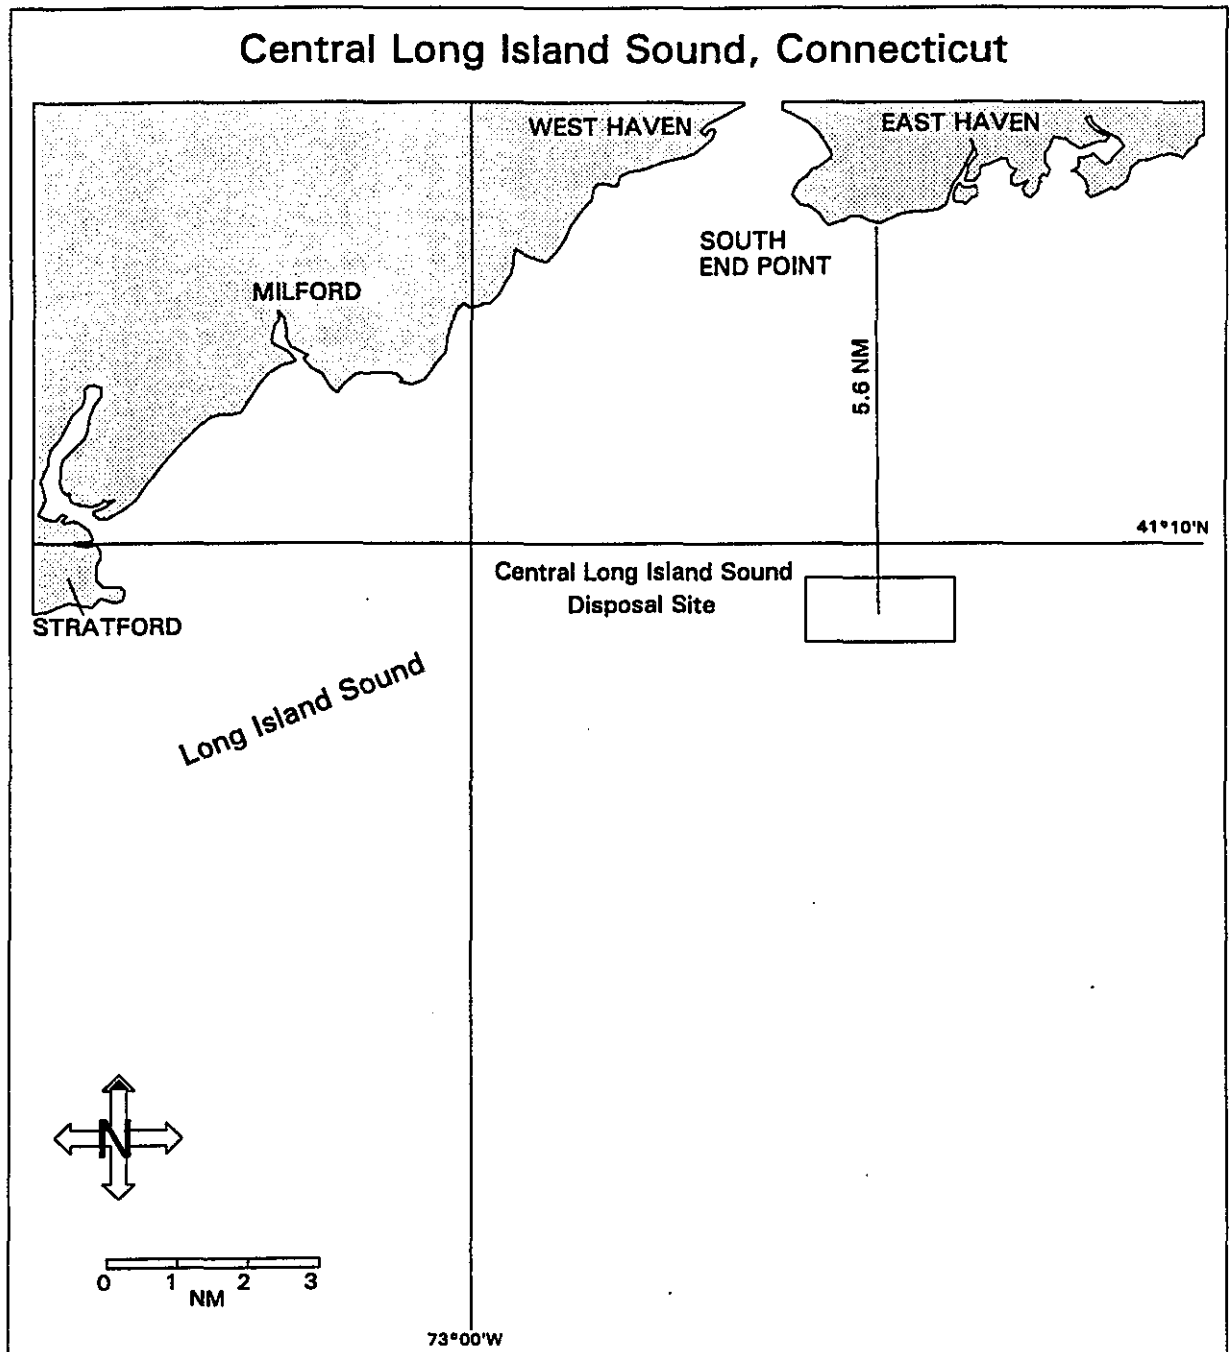 Central Long Island Sound, Connecticut
WEST HAVEN
EAST HAVEN
SOUTH
END POINT
MILFORD
5.6 NM
41°10'N
Central Long Island Sound
Disposal Site
STRATFORD
Long Island Sound
N
0 1 2 3
NM
73°00'W